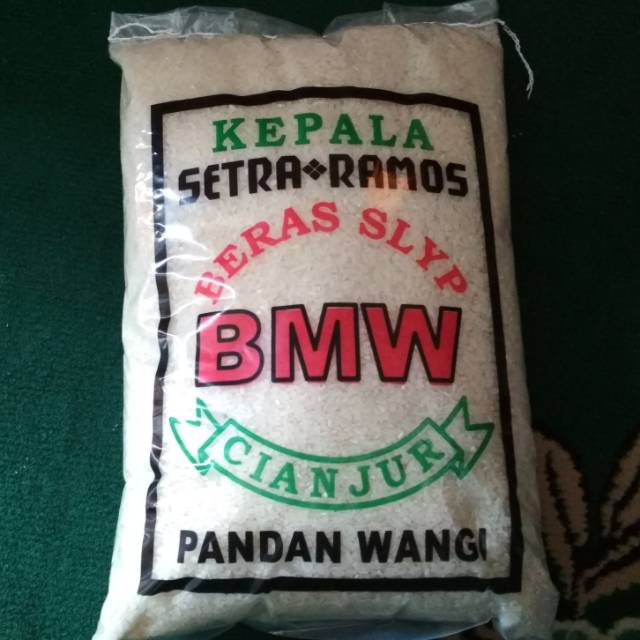 KEPALA
SETRA❖RAMOS
BERAS SLYP
BMW
CIANJUR
PANDAN WANGI